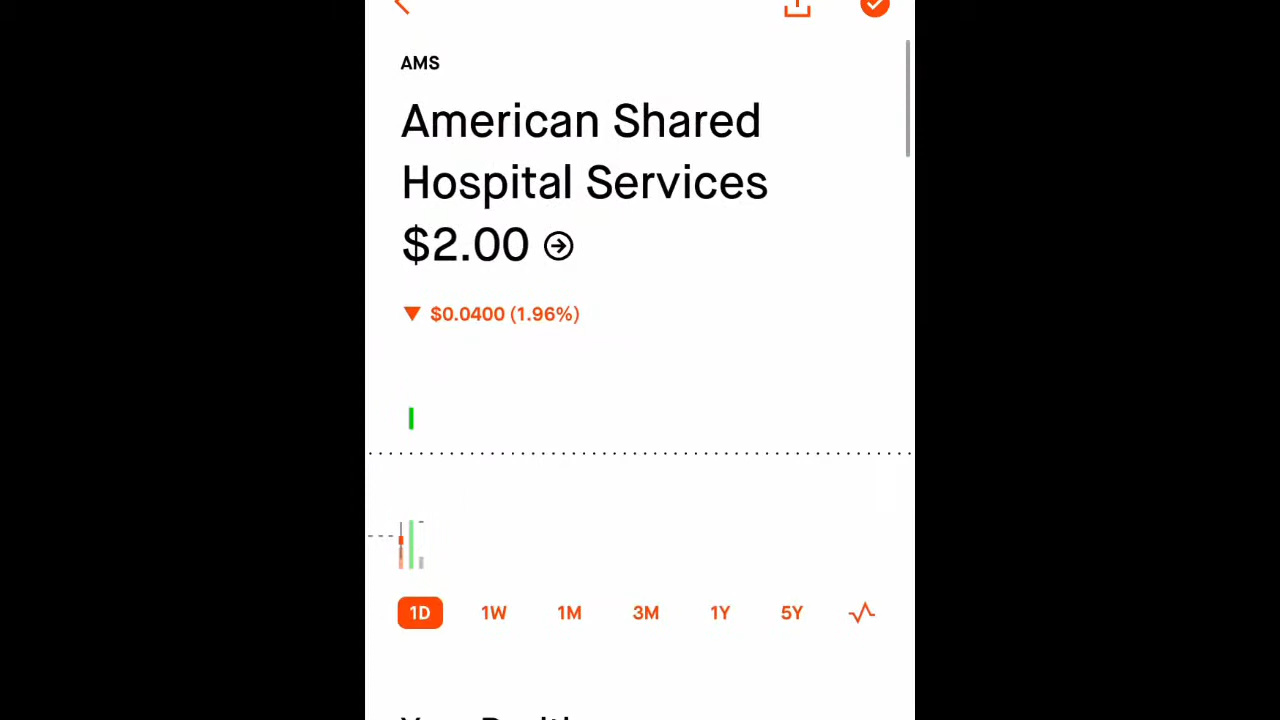 AMS
American Shared
Hospital Services
$2.00
▼ $0.0400 (1.96%)
1D 1W 1M 3M 1Y 5Y